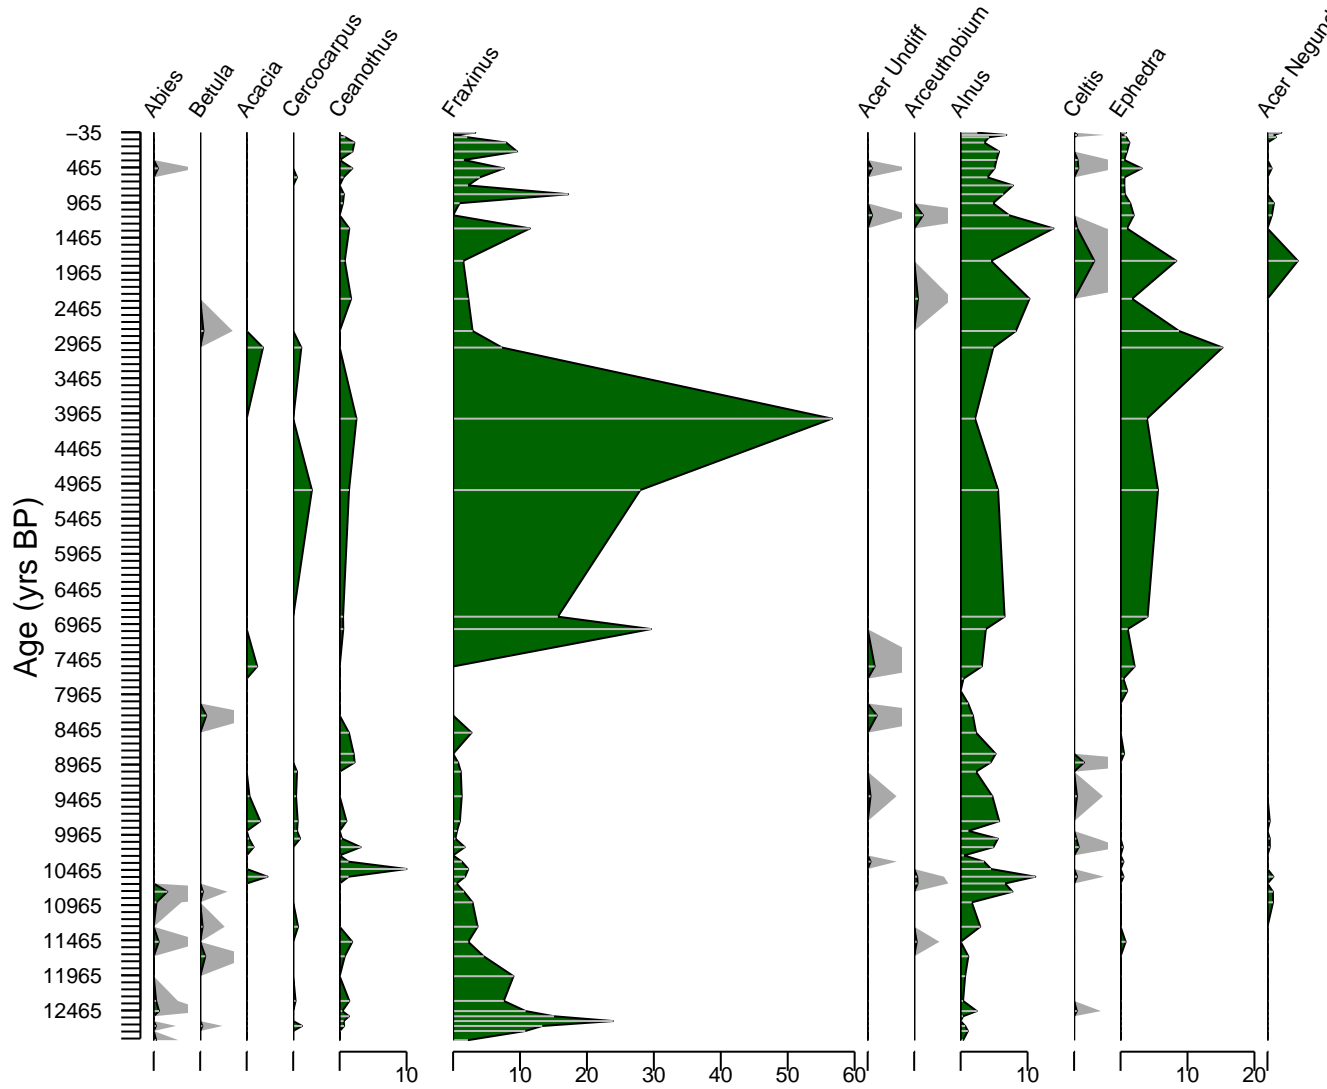 Abies
Betula
Acacia
Cercocarpus
Ceanothus
Fraxinus
Acer Undiff
Arceuthobium
Alnus
Celtis
Ephedra
Acer Negund
Age (yrs BP)
−35
465
965
1465
1965
2465
2965
3465
3965
4465
4965
5465
5965
6465
6965
7465
7965
8465
8965
9465
9965
10465
10965
11465
11965
12465
10
10 20 30 40 50 60
10
10 20